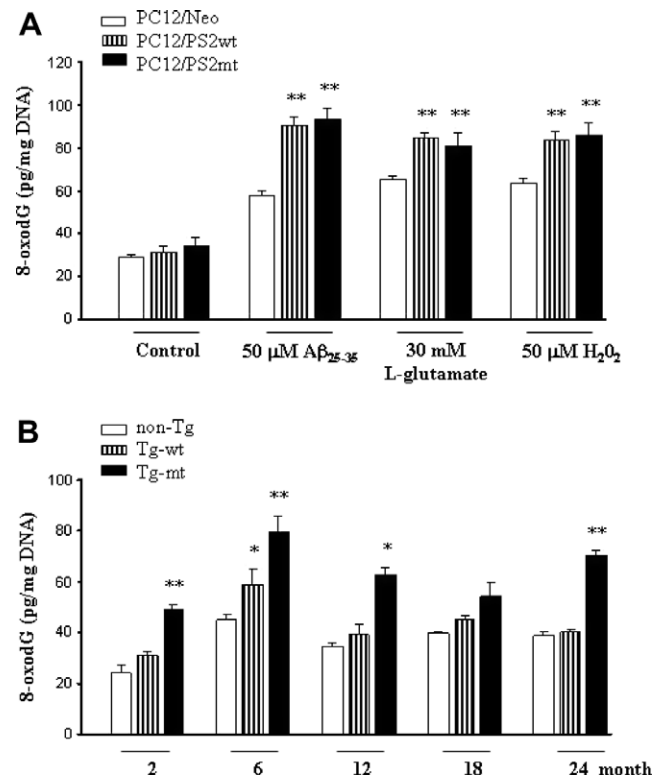 A
PC12/Neo
PC12/PS2wt
PC12/PS2mt
8-oxodG (pg/mg DNA)
120
100
80
60
40
20
0
** **
** **
** **
Control
50 µM Aβ25-35
30 mM
L-glutamate
50 µM H2O2
B
non-Tg
Tg-wt
Tg-mt
8-oxodG (pg/mg DNA)
100
80
60
40
20
0
**
* **
*
**
2 6 12 18 24 month